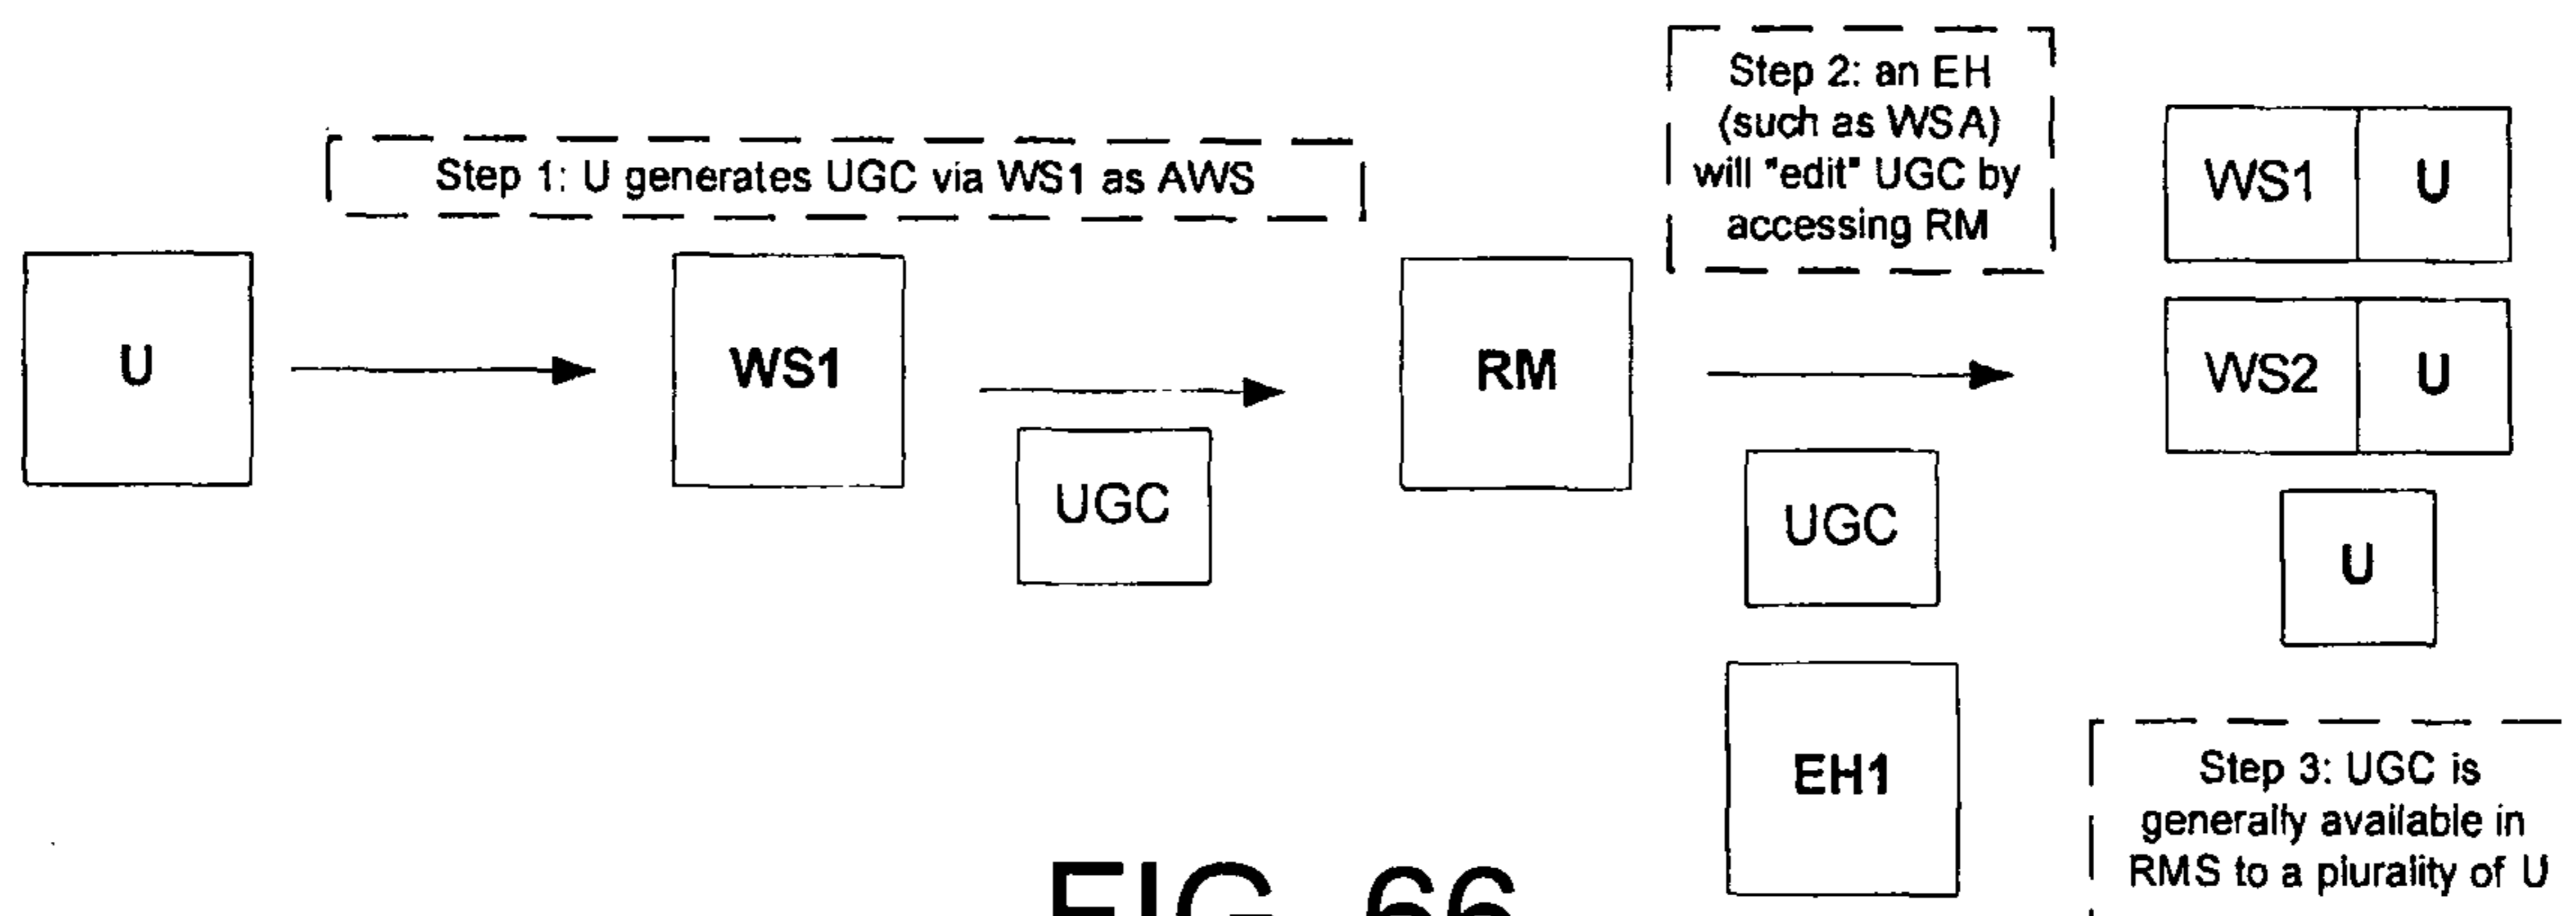 Step 1: U generates UGC via WS1 as AWS
Step 2: an EH
(such as WSA)
will "edit" UGC by
accessing RM
U
WS1
UGC
RM
UGC
EH1
WS1 U
WS2 U
U
Step 3: UGC is
generally available in
RMS to a plurality of U
FIG. 66